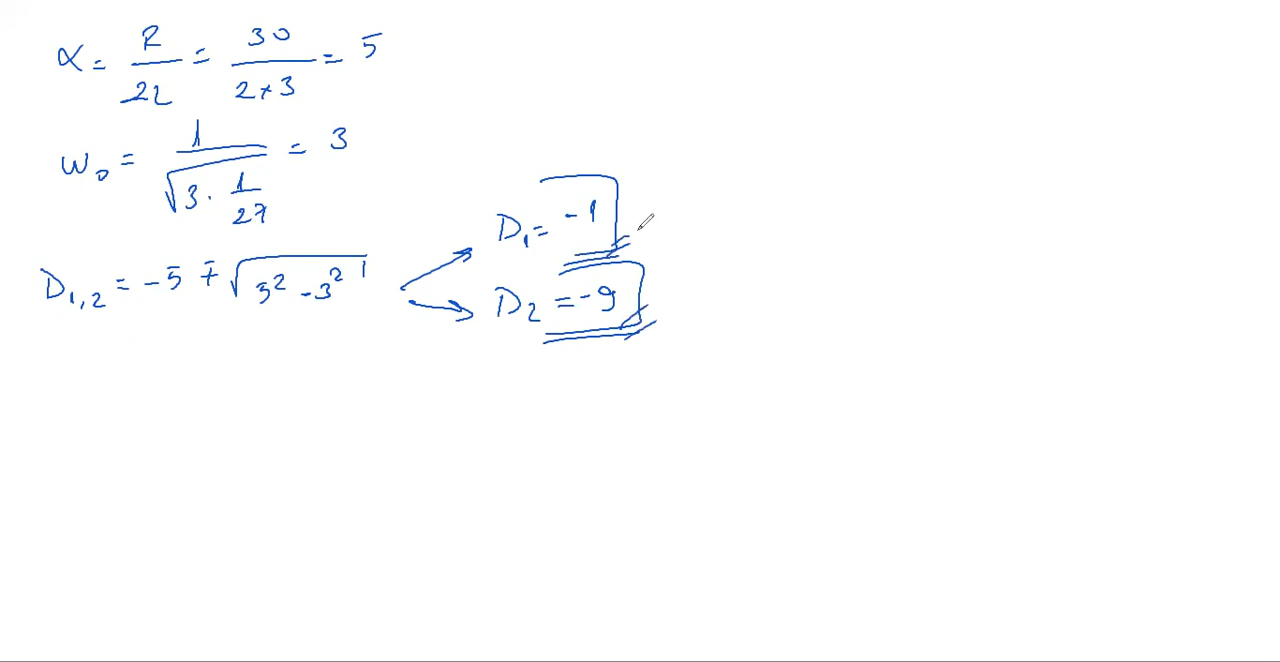 α = R/2L = 30/(2×3) = 5
w₀ = 1/√(3 · 1/27) = 3
D₁,₂ = -5 ∓ √(5² - 3²)
D₁ = -1
D₂ = -9